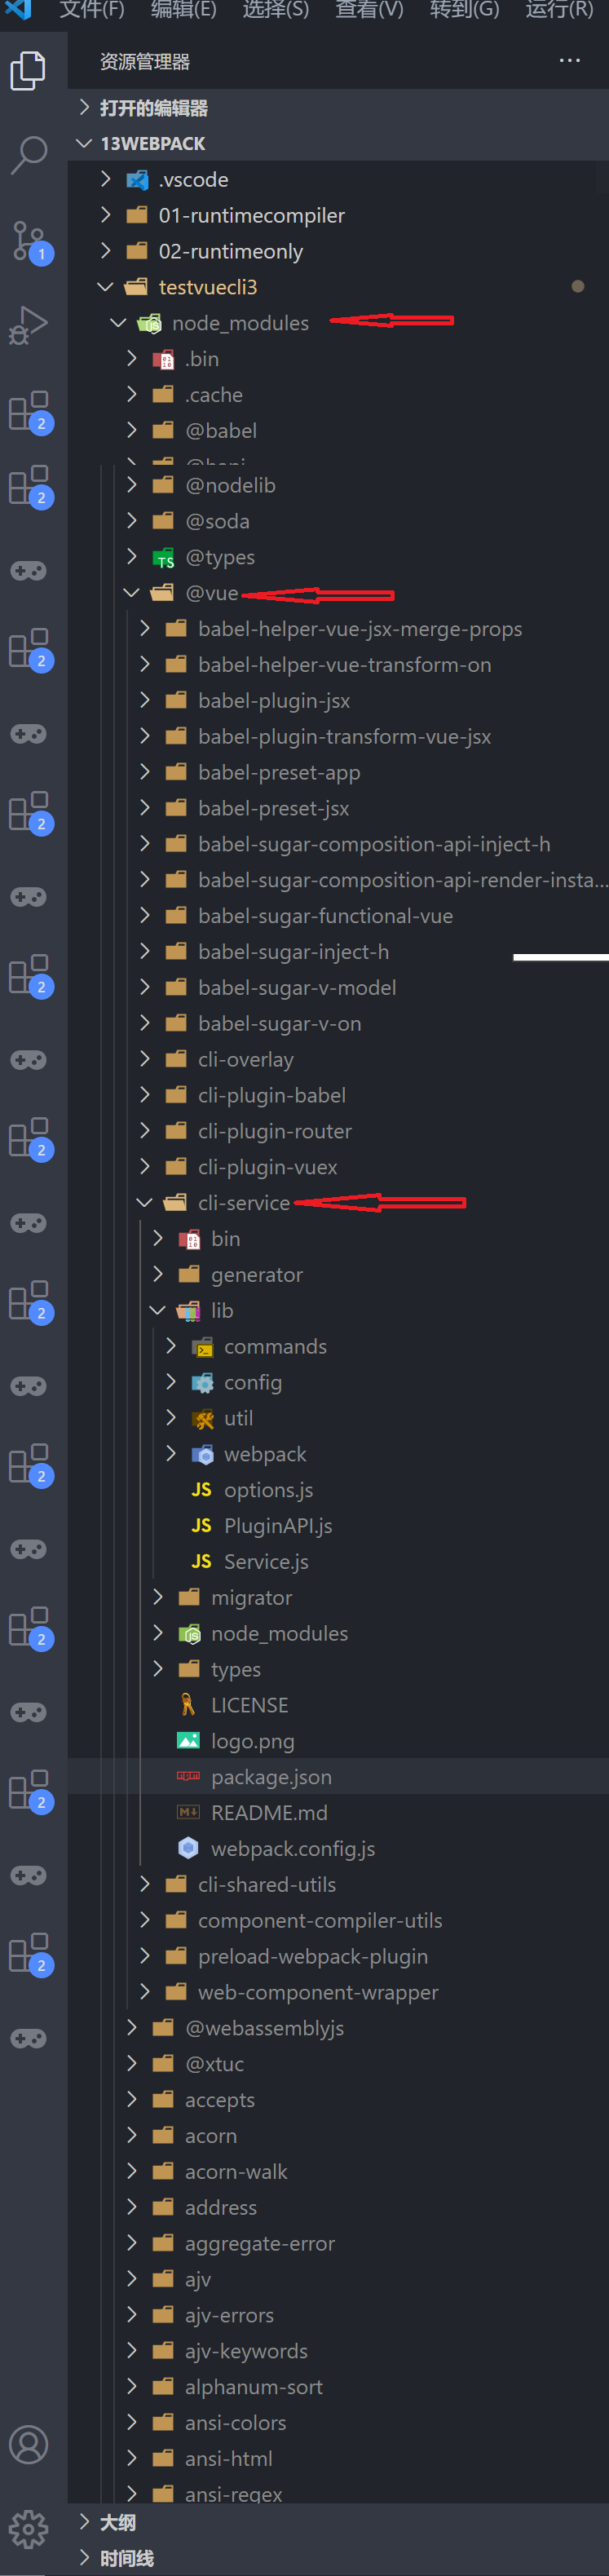 文件(F) 编辑(E) 选择(S) 查看(V) 转到(G) 运行(R)
资源管理器
打开的编辑器
13WEBPACK
.vscode
01-runtimecompiler
02-runtimeonly
testvuecli3
node_modules
.bin
.cache
@babel
@nodelib
@soda
@types
@vue
babel-helper-vue-jsx-merge-props
babel-helper-vue-transform-on
babel-plugin-jsx
babel-plugin-transform-vue-jsx
babel-preset-app
babel-preset-jsx
babel-sugar-composition-api-inject-h
babel-sugar-composition-api-render-insta...
babel-sugar-functional-vue
babel-sugar-inject-h
babel-sugar-v-model
babel-sugar-v-on
cli-overlay
cli-plugin-babel
cli-plugin-router
cli-plugin-vuex
cli-service
bin
generator
lib
commands
config
util
webpack
JS options.js
JS PluginAPI.js
JS Service.js
migrator
node_modules
types
LICENSE
logo.png
package.json
README.md
webpack.config.js
cli-shared-utils
component-compiler-utils
preload-webpack-plugin
web-component-wrapper
@webassemblyjs
@xtuc
accepts
acorn
acorn-walk
address
aggregate-error
ajv
ajv-errors
ajv-keywords
alphanum-sort
ansi-colors
ansi-html
ansi-regex
大纲
时间线
1
2
2
2
2
2
2
2
2
2
2
2